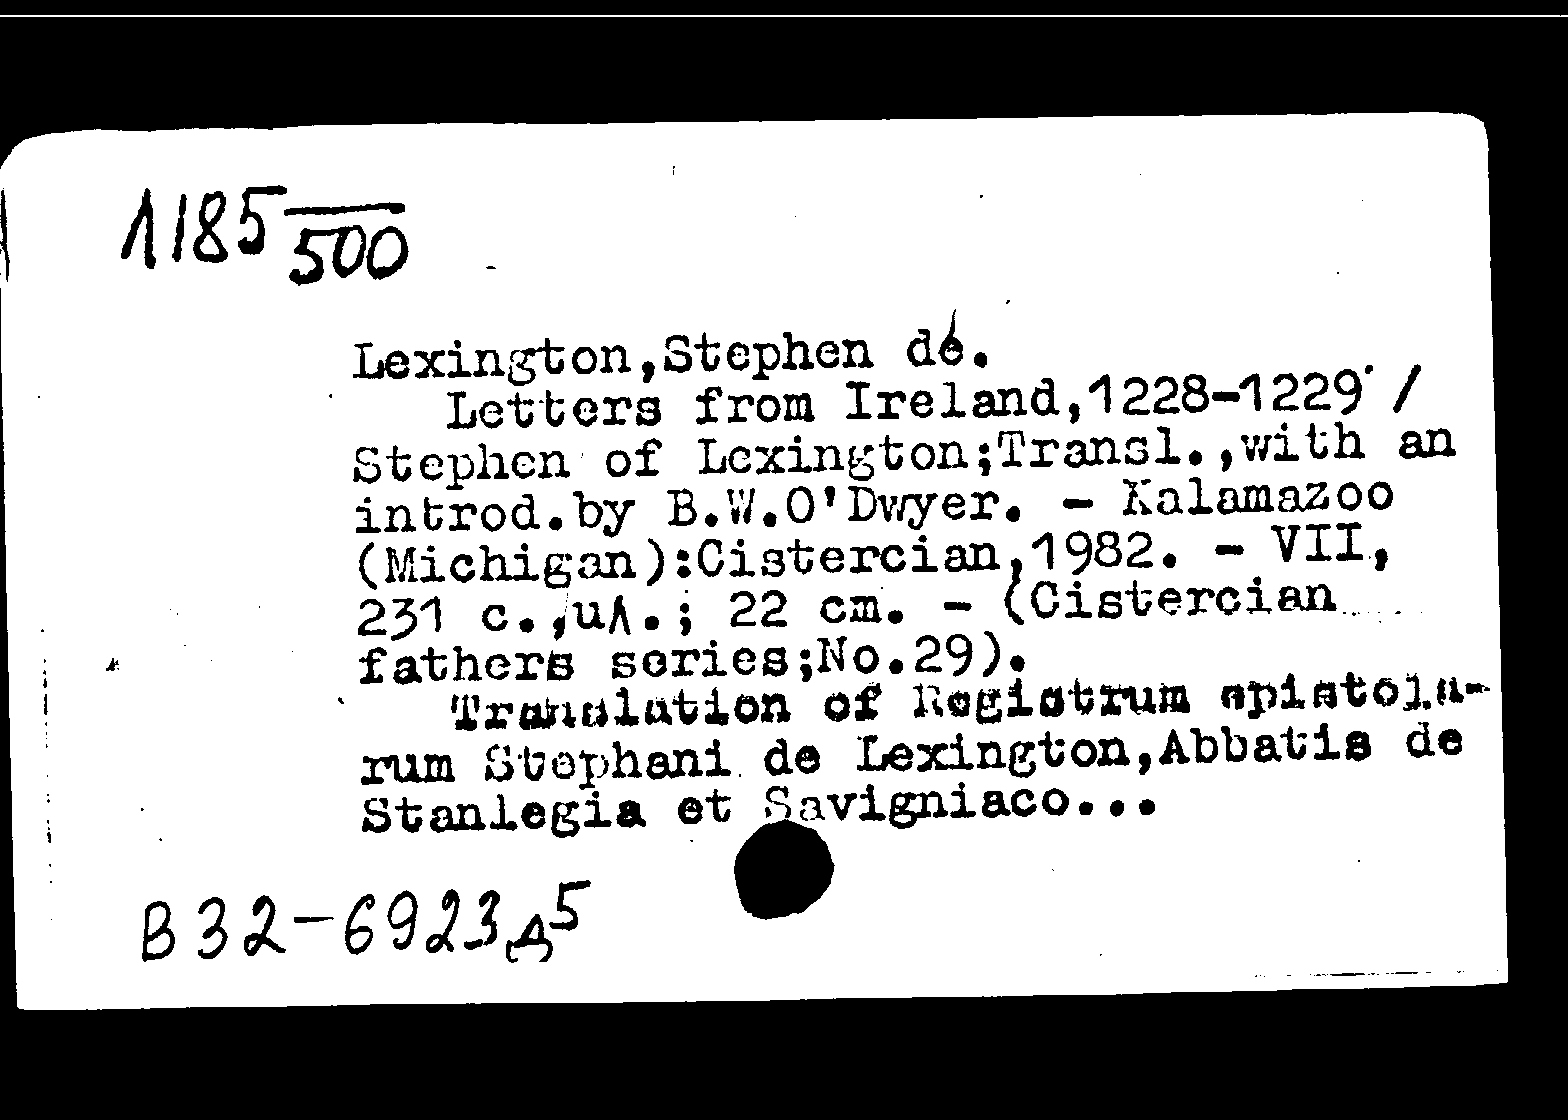 1185 500
Lexington,Stephen de.
Letters from Ireland,1228-1229 /
Stephen of Lexington;Transl.,with an
introd.by B.W.O'Dwyer. - Kalamazoo
(Michigan):Cistercian,1982. - VII,
231 с.,ил.; 22 cm. - (Cistercian
fathers series;No.29).
Translation of Registrum epistola-
rum Stephani de Lexington,Abbatis de
Stanlegia et Savigniaco...
В 32-6923 д5